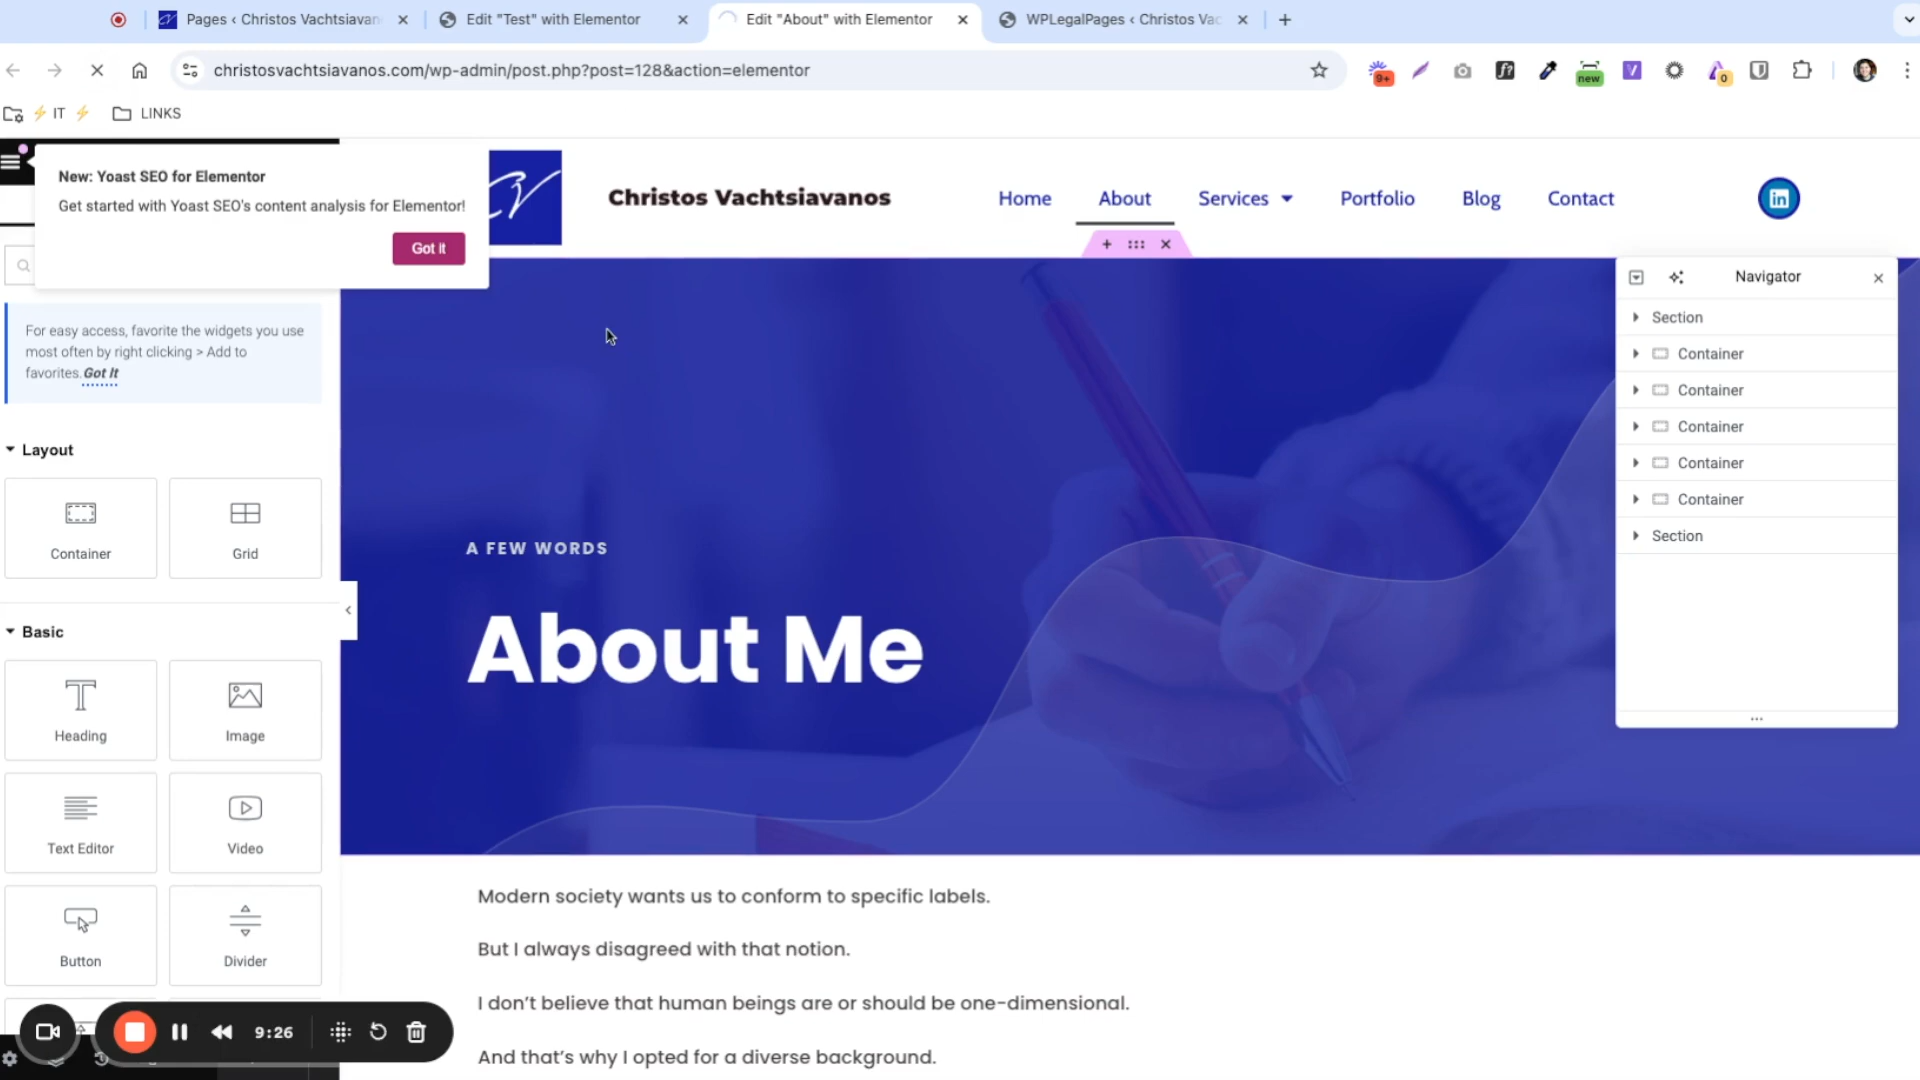 Pages ‹ Christos Vachtsiavan
Edit "Test" with Elementor
Edit "About" with Elementor
WPLegalPages ‹ Christos Vac
christosvachtsiavanos.com/wp-admin/post.php?post=128&action=elementor
9+
f?
new
V
0
IT
LINKS
New: Yoast SEO for Elementor
Get started with Yoast SEO's content analysis for Elementor!
Got it
CV
Christos Vachtsiavanos
Home
About
Services
Portfolio
Blog
Contact
in
For easy access, favorite the widgets you use
most often by right clicking > Add to
favorites. Got It
Layout
Container
Grid
Basic
Heading
Image
Text Editor
Video
Button
Divider
9:26
A FEW WORDS
About Me
Modern society wants us to conform to specific labels.
But I always disagreed with that notion.
I don't believe that human beings are or should be one-dimensional.
And that's why I opted for a diverse background.
Navigator
Section
Container
Container
Container
Container
Container
Section